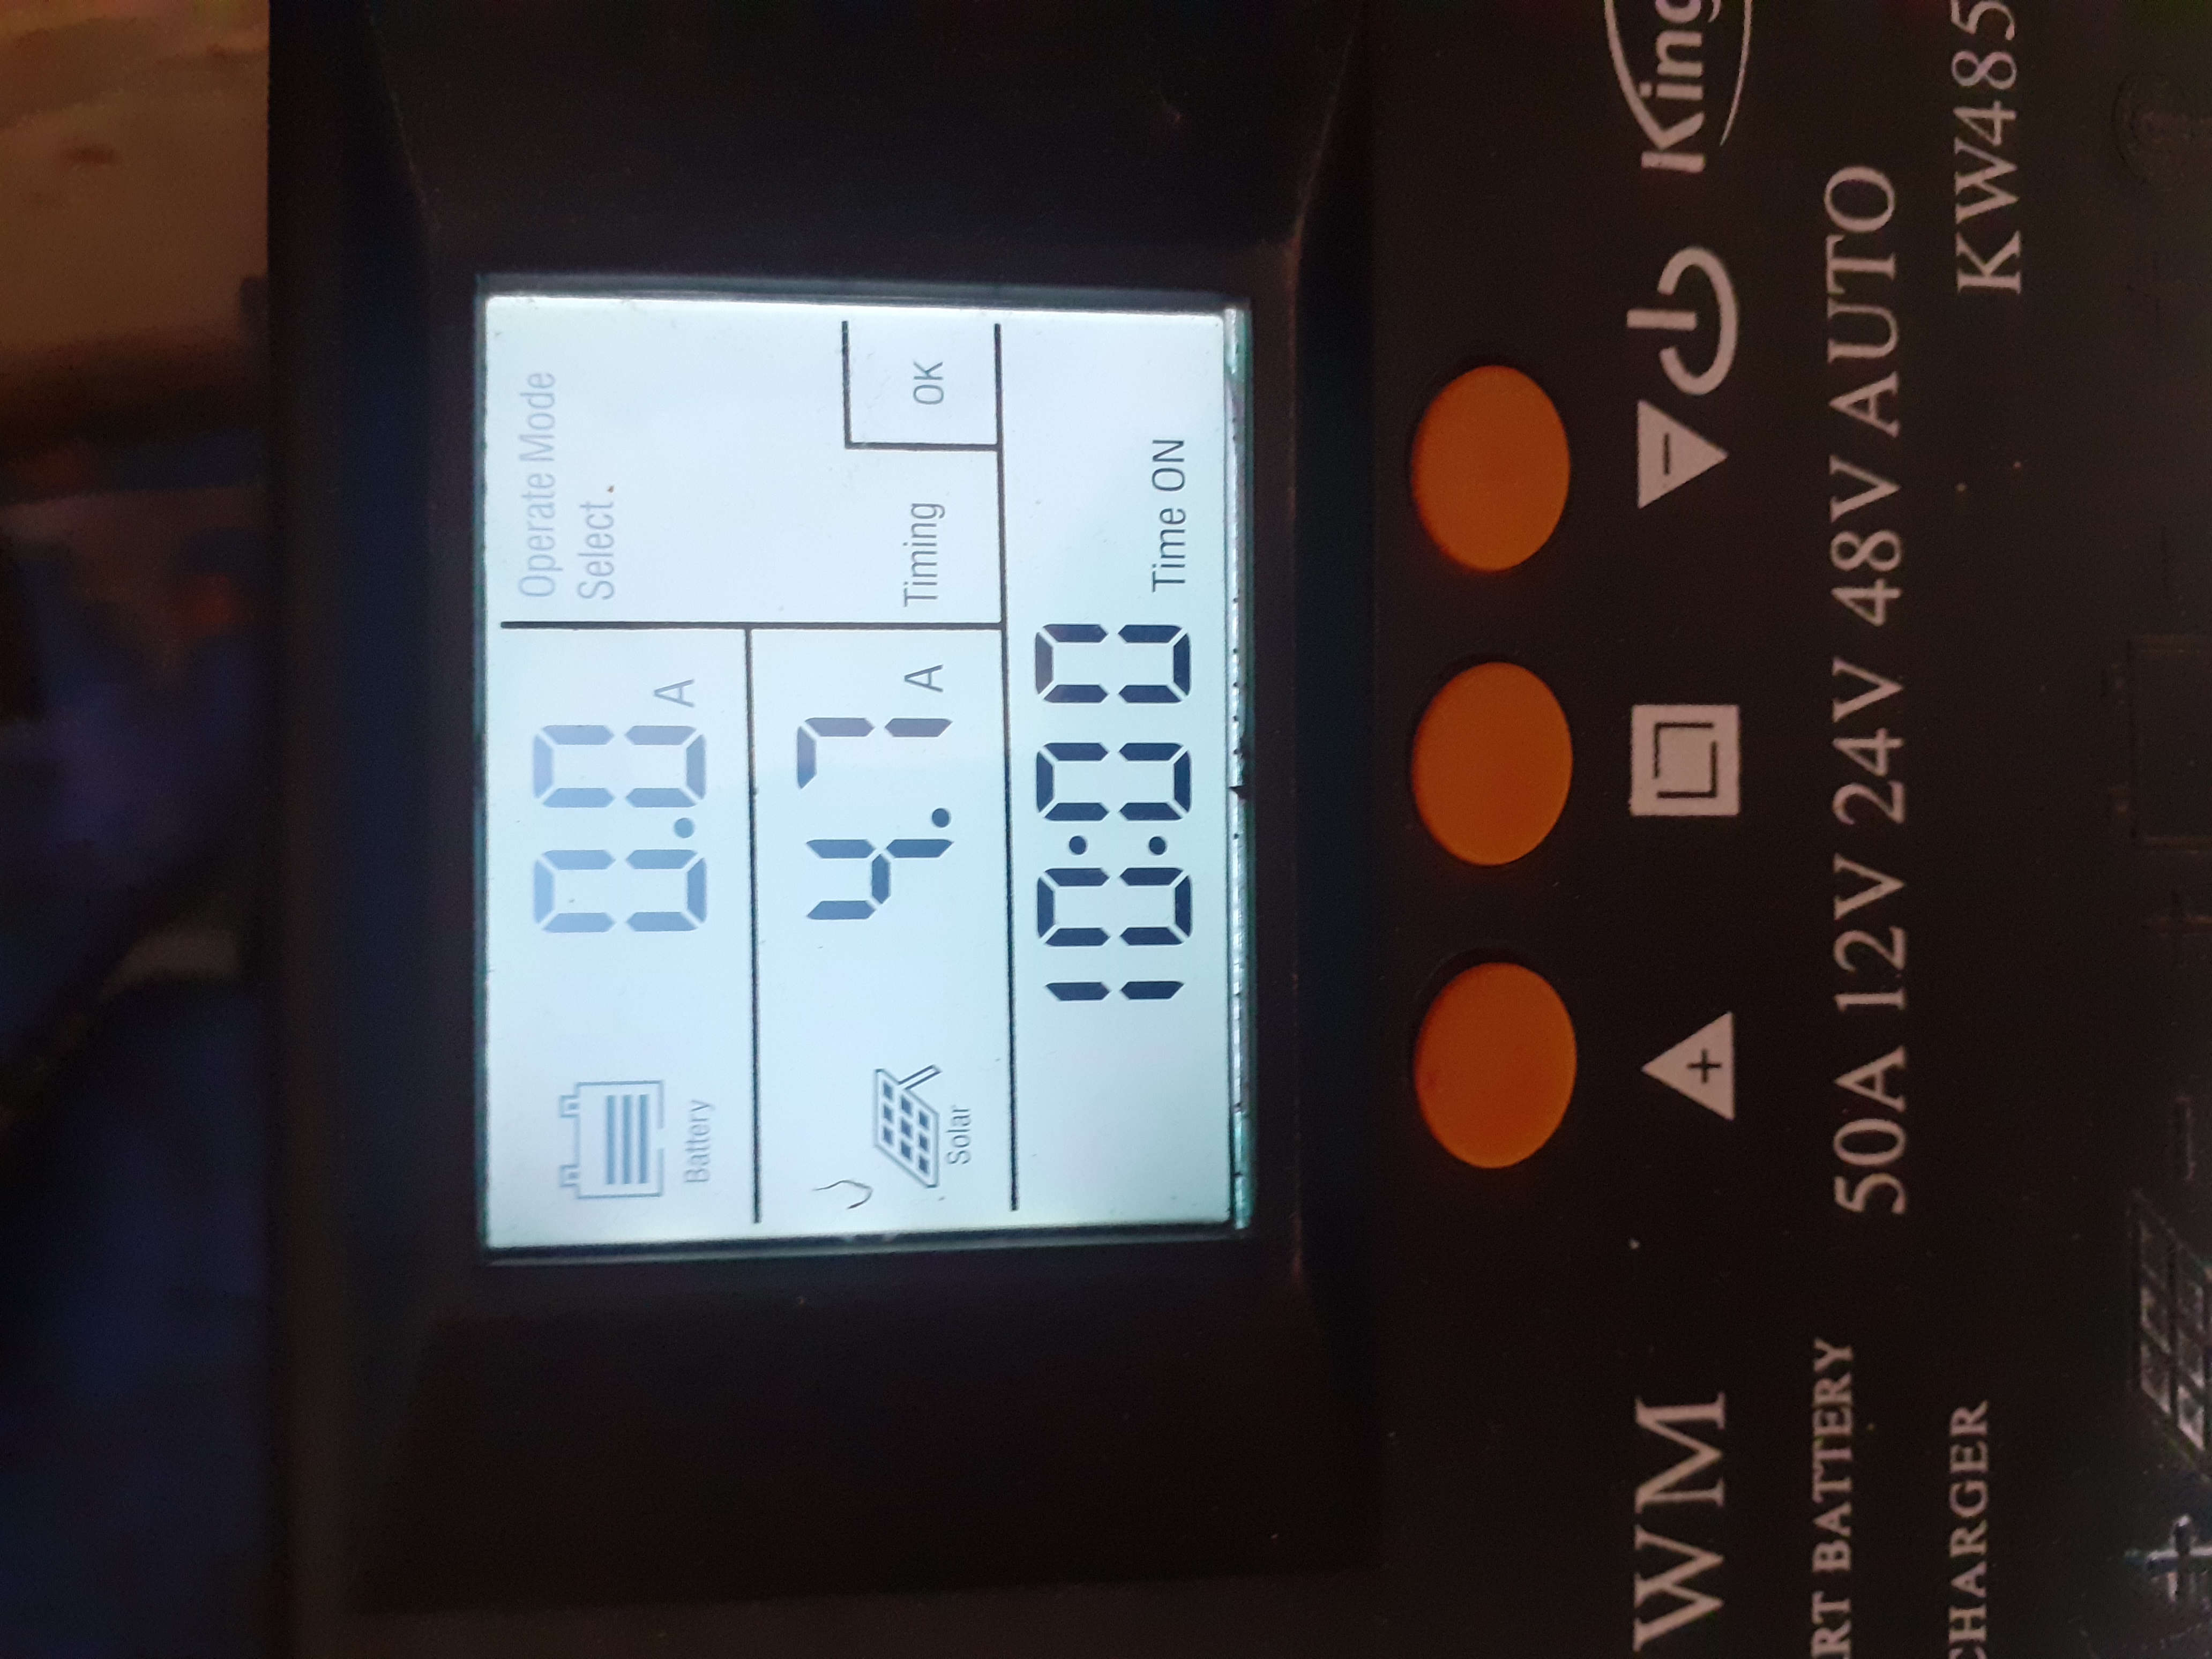 Operate Mode
Select.
0.0 A
Battery
4.7 A
Solar
Timing
OK
10:00
Time ON
+
-
WM
King
RT BATTERY
50A 12V 24V 48V AUTO
CHARGER
KW485
+
-